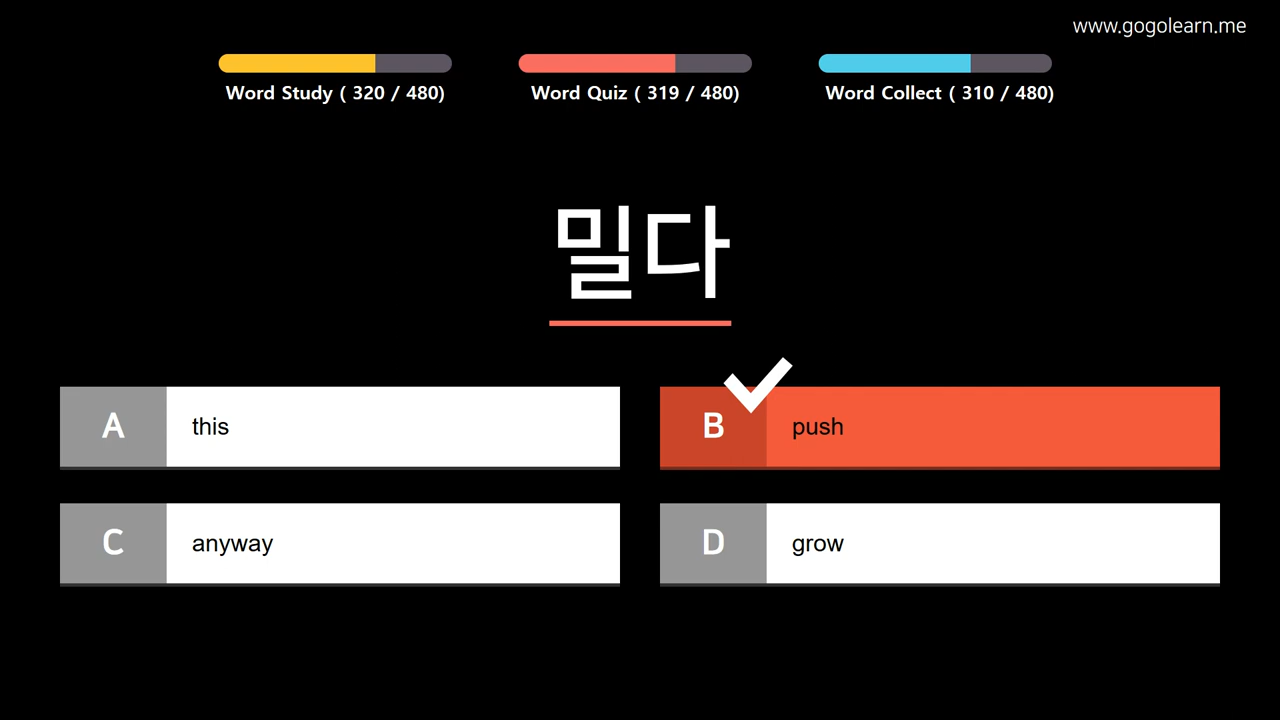 www.gogolearn.me
Word Study ( 320 / 480)
Word Quiz ( 319 / 480)
Word Collect ( 310 / 480)
밀다
A this
B push
C anyway
D grow